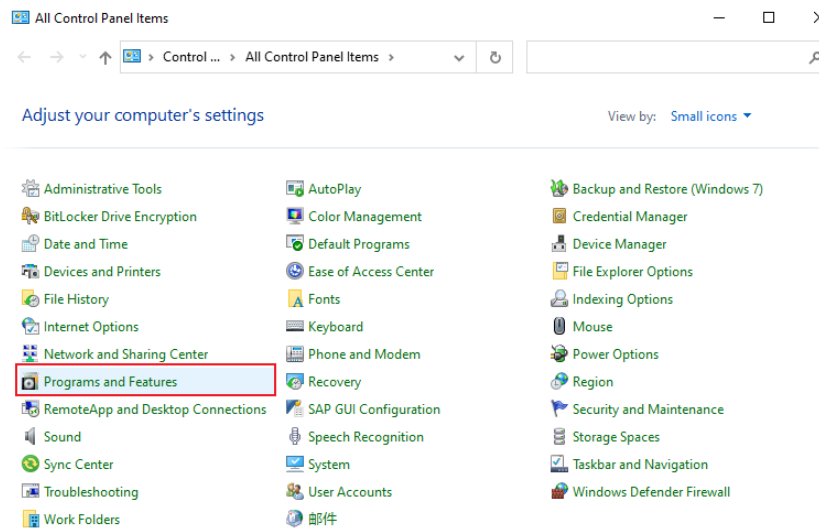 All Control Panel Items
Control ... > All Control Panel Items >
Adjust your computer's settings
View by: Small icons
Administrative Tools
AutoPlay
Backup and Restore (Windows 7)
BitLocker Drive Encryption
Color Management
Credential Manager
Date and Time
Default Programs
Device Manager
Devices and Printers
Ease of Access Center
File Explorer Options
File History
Fonts
Indexing Options
Internet Options
Keyboard
Mouse
Network and Sharing Center
Phone and Modem
Power Options
Programs and Features
Recovery
Region
RemoteApp and Desktop Connections
SAP GUI Configuration
Security and Maintenance
Sound
Speech Recognition
Storage Spaces
Sync Center
System
Taskbar and Navigation
Troubleshooting
User Accounts
Windows Defender Firewall
Work Folders
邮件